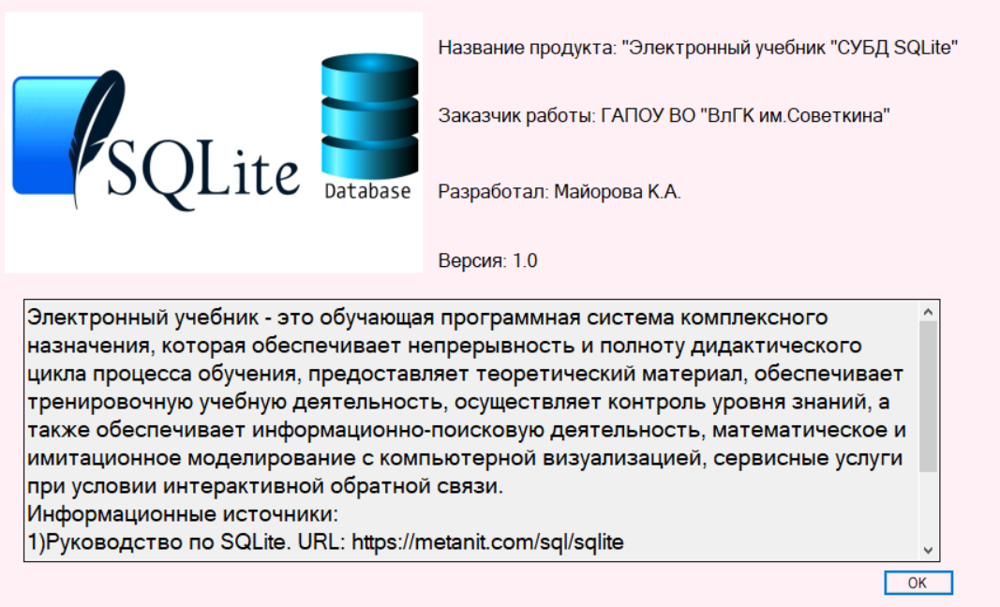 SQLite
Database
Название продукта: "Электронный учебник "СУБД SQLite"
Заказчик работы: ГАПОУ ВО "ВлГК им.Советкина"
Разработал: Майорова К.А.
Версия: 1.0
Электронный учебник - это обучающая программная система комплексного
назначения, которая обеспечивает непрерывность и полноту дидактического
цикла процесса обучения, предоставляет теоретический материал, обеспечивает
тренировочную учебную деятельность, осуществляет контроль уровня знаний, а
также обеспечивает информационно-поисковую деятельность, математическое и
имитационное моделирование с компьютерной визуализацией, сервисные услуги
при условии интерактивной обратной связи.
Информационные источники:
1)Руководство по SQLite. URL: https://metanit.com/sql/sqlite
OK